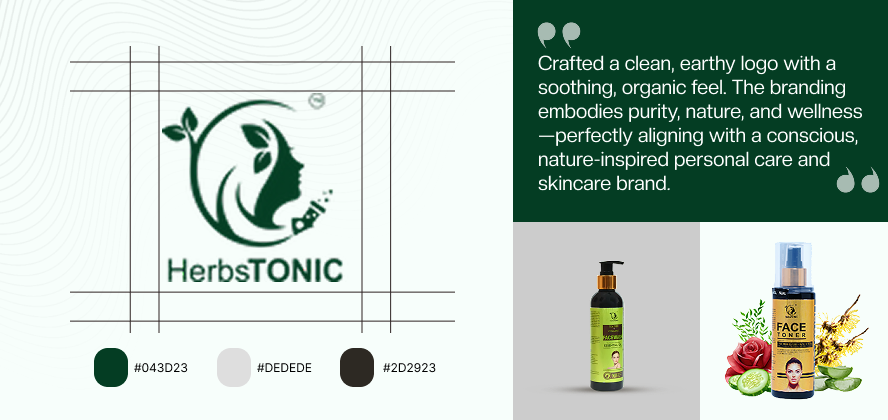 HerbsTONIC
#043D23
#DEDEDE
#2D2923
Crafted a clean, earthy logo with a
soothing, organic feel. The branding
embodies purity, nature, and wellness
—perfectly aligning with a conscious,
nature-inspired personal care and
skincare brand.
FACE
TONER